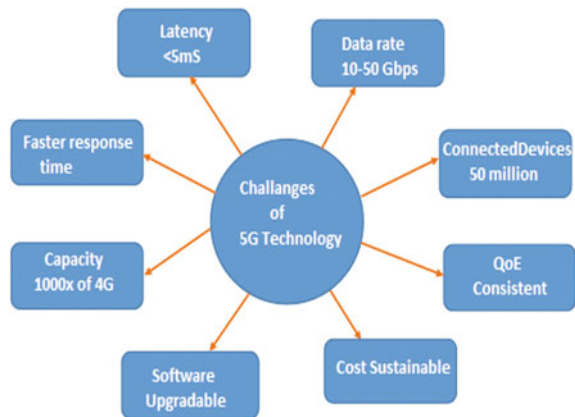 Latency
<5mS
Data rate
10-50 Gbps
Faster response
time
ConnectedDevices
50 million
Challanges
of
5G Technology
Capacity
1000x of 4G
QoE
Consistent
Software
Upgradable
Cost Sustainable